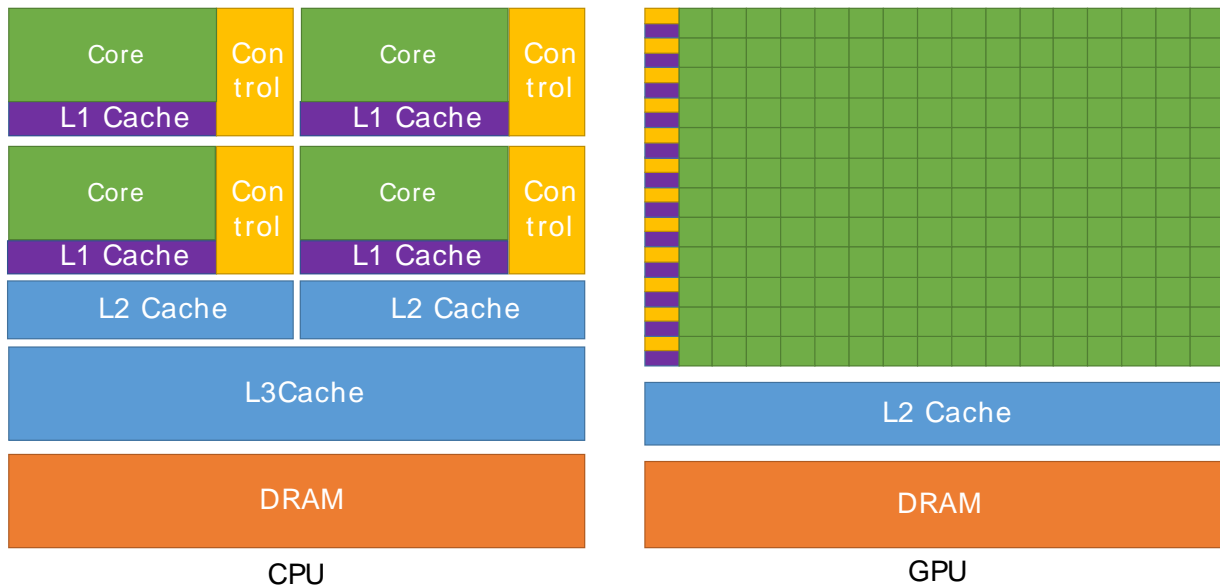 Core
Con
trol
L1 Cache
Core
Con
trol
L1 Cache
Core
Con
trol
L1 Cache
Core
Con
trol
L1 Cache
L2 Cache
L2 Cache
L3Cache
DRAM
CPU
L2 Cache
DRAM
GPU